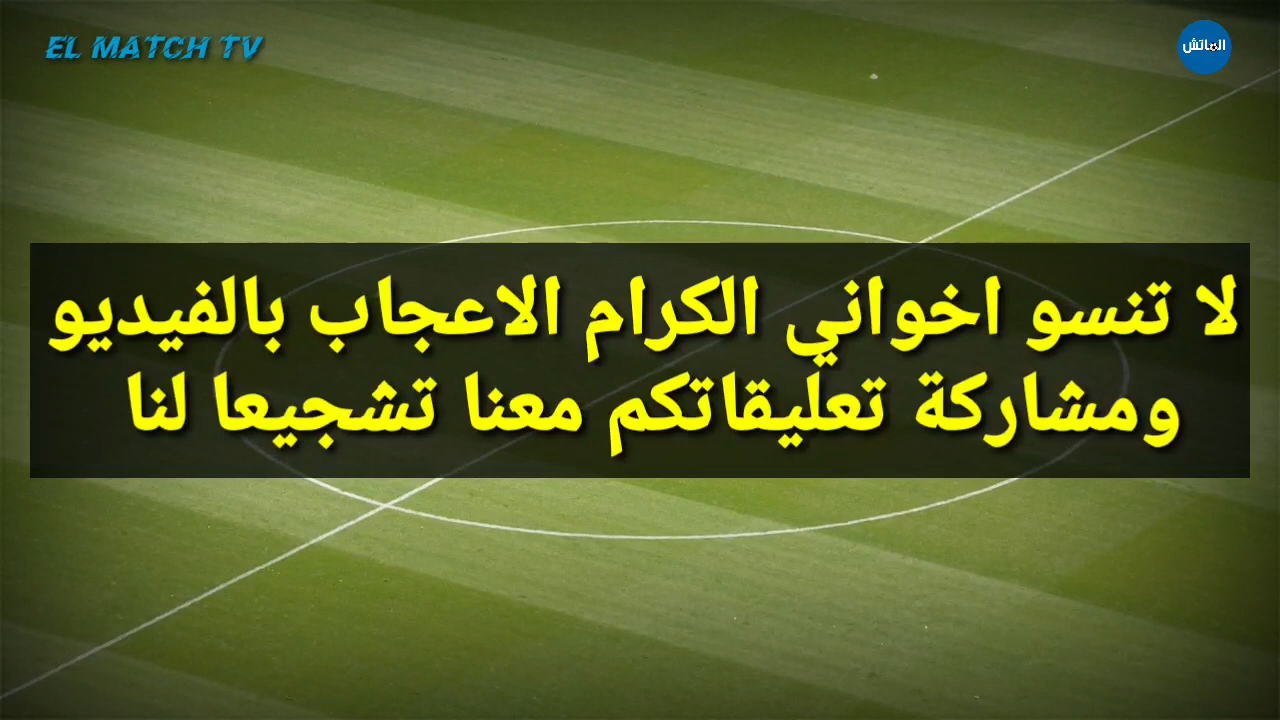 EL MATCH TV
الماتش
لا تنسو اخواني الكرام الاعجاب بالفيديو
ومشاركة تعليقاتكم معنا تشجيعا لنا